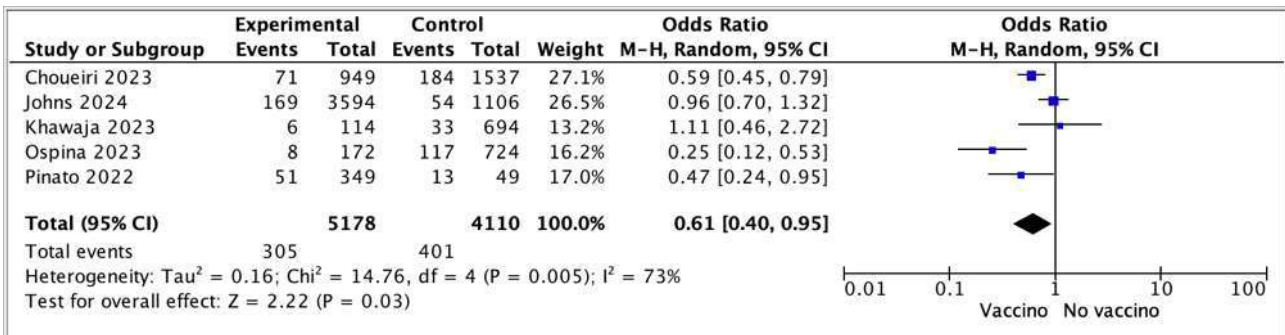 Experimental Control Odds Ratio Odds Ratio
Study or Subgroup Events Total Events Total Weight M-H, Random, 95% CI M-H, Random, 95% CI
Choueiri 2023 71 949 184 1537 27.1% 0.59 [0.45, 0.79]
Johns 2024 169 3594 54 1106 26.5% 0.96 [0.70, 1.32]
Khawaja 2023 6 114 33 694 13.2% 1.11 [0.46, 2.72]
Ospina 2023 8 172 117 724 16.2% 0.25 [0.12, 0.53]
Pinato 2022 51 349 13 49 17.0% 0.47 [0.24, 0.95]
Total (95% CI) 5178 4110 100.0% 0.61 [0.40, 0.95]
Total events 305 401
Heterogeneity: Tau² = 0.16; Chi² = 14.76, df = 4 (P = 0.005); I² = 73%
Test for overall effect: Z = 2.22 (P = 0.03)
0.01 0.1 1 10 100
Vaccino No vaccino